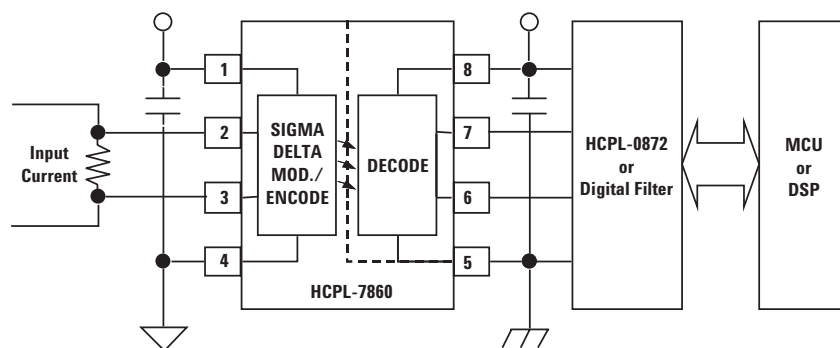 1
2
3
4
8
7
6
5
Input
Current
SIGMA
DELTA
MOD./
ENCODE
DECODE
HCPL-7860
HCPL-0872
or
Digital Filter
MCU
or
DSP